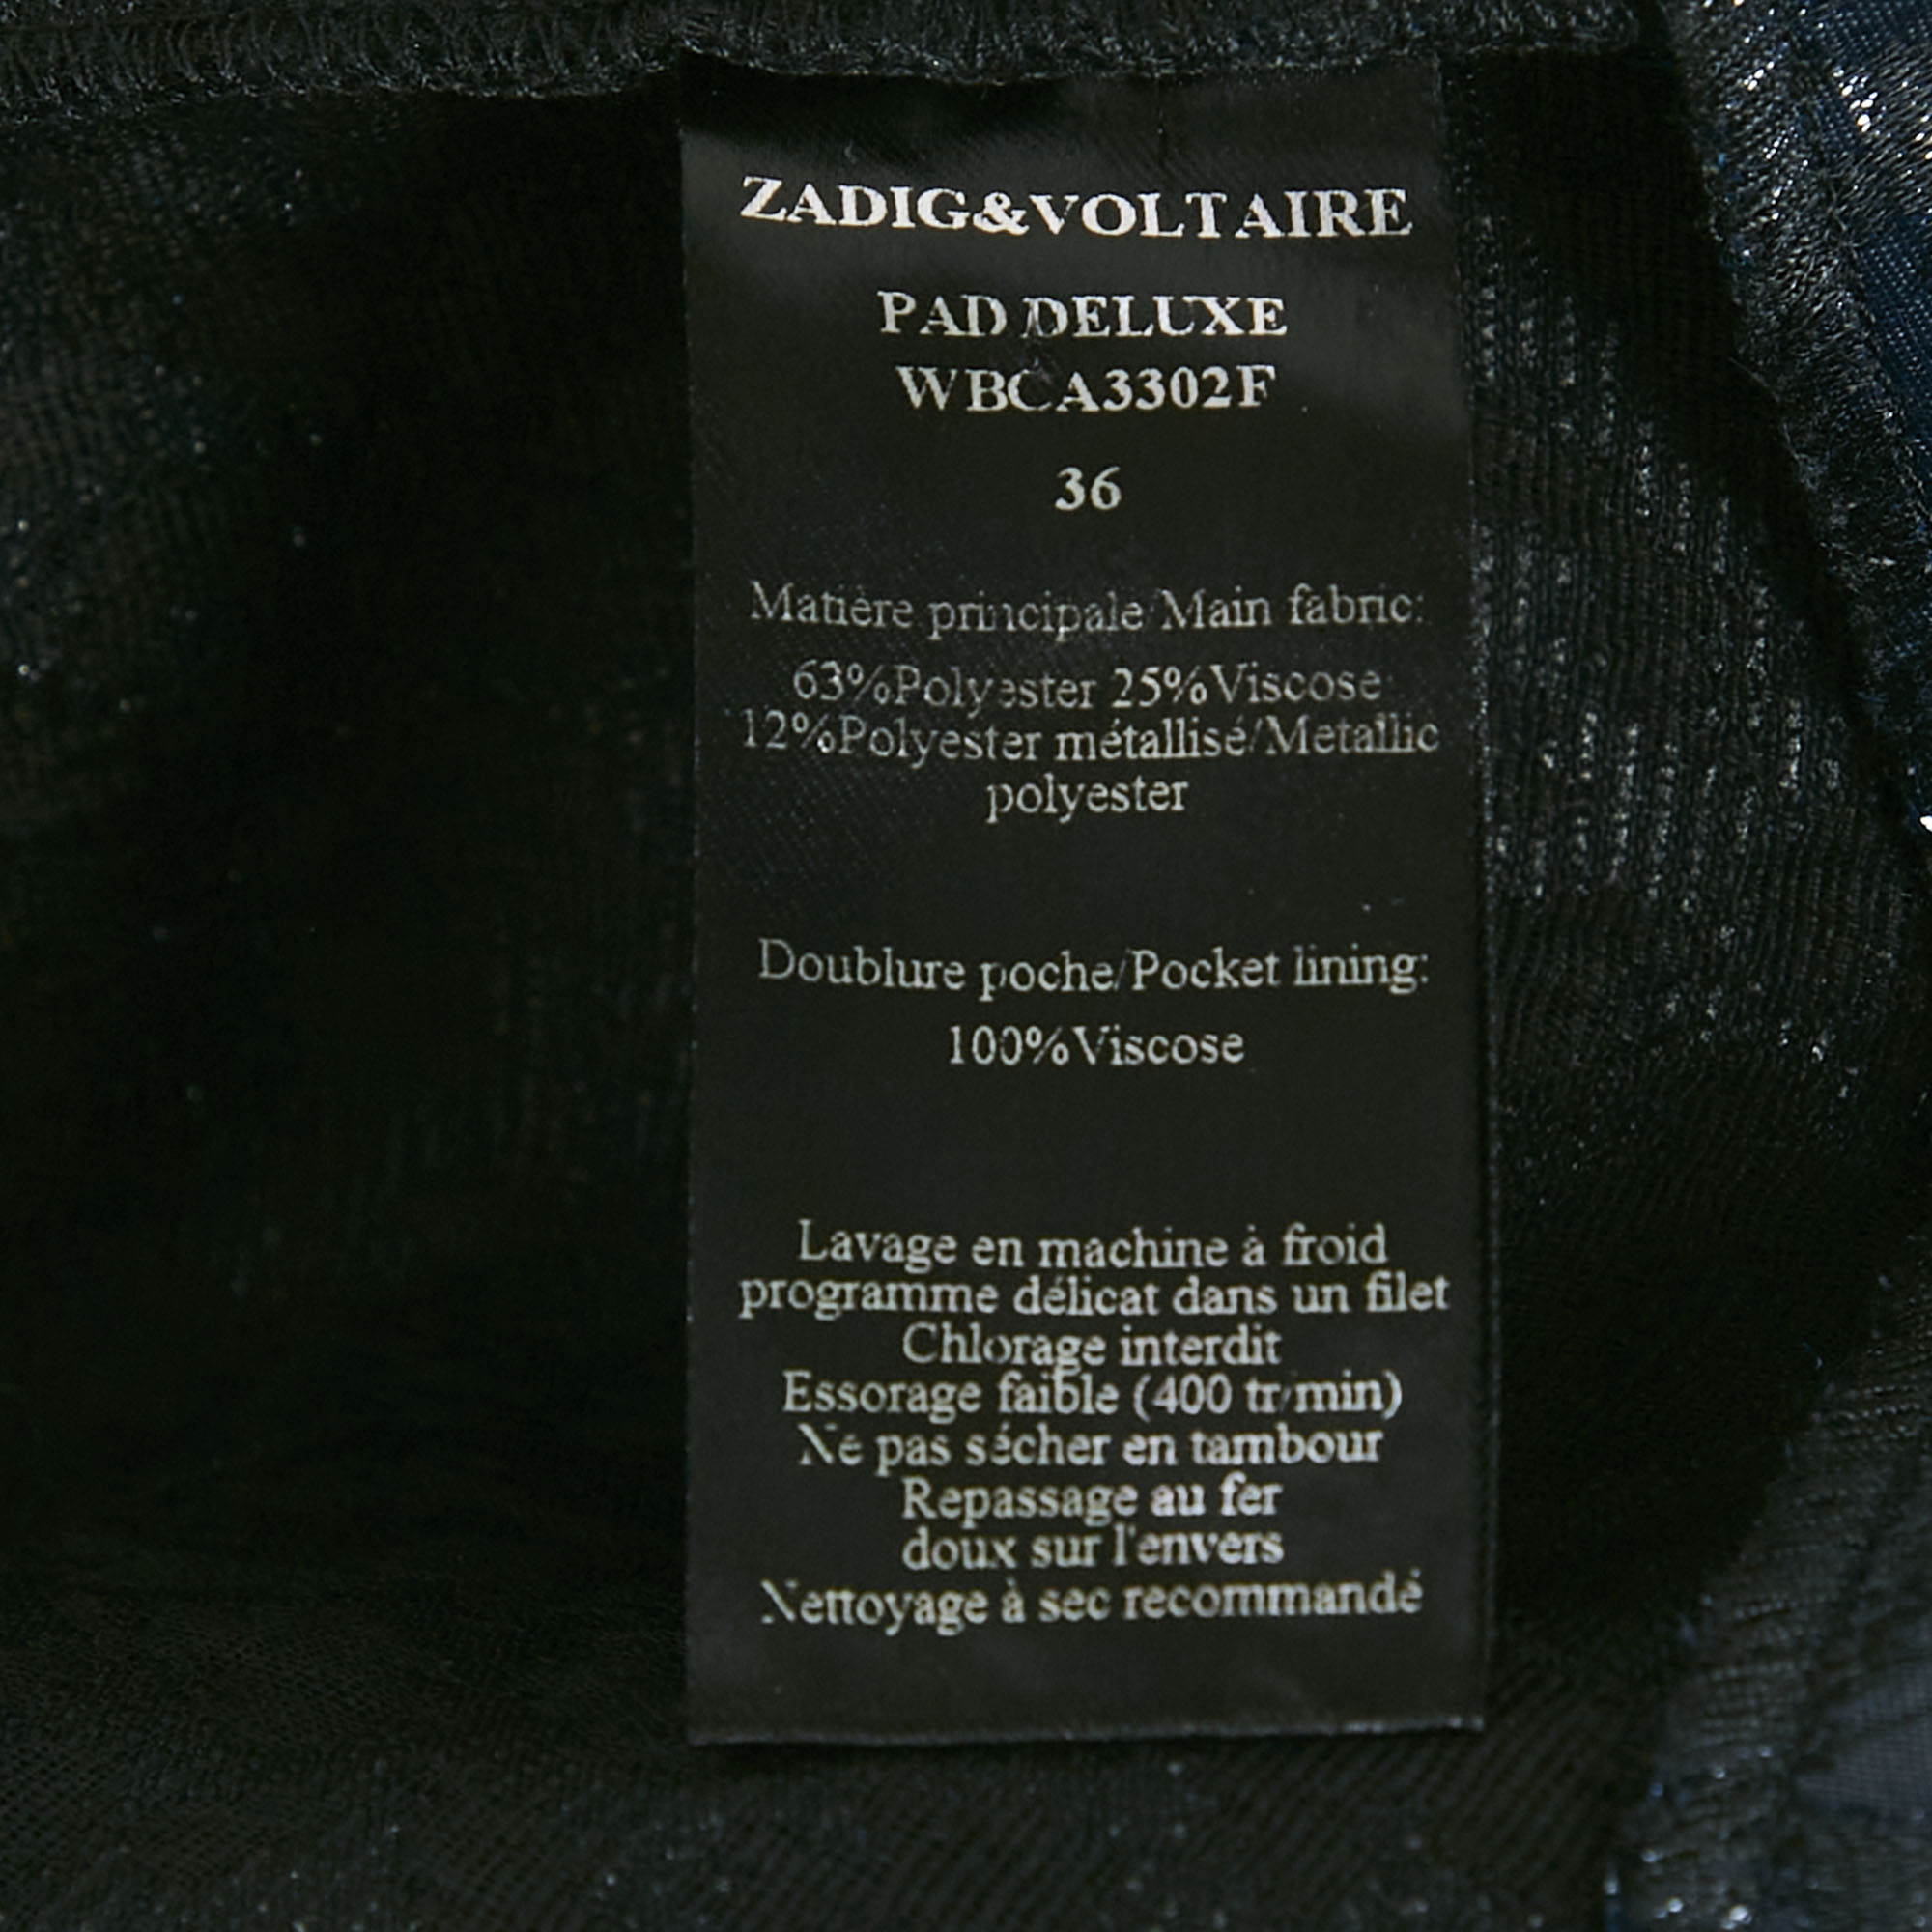 ZADIG&VOLTAIRE
PAD DELUXE
WBCA3302F
36
Matière principale/Main fabric:
63%Polyester 25%Viscose
12%Polyester métallisé/Metallic
polyester
Doublure poche/Pocket lining:
100%Viscose
Lavage en machine à froid
programme délicat dans un filet
Chlorage interdit
Essorage faible (400 tr/min)
Ne pas sécher en tambour
Repassage au fer
doux sur l'envers
Nettoyage à sec recommandé